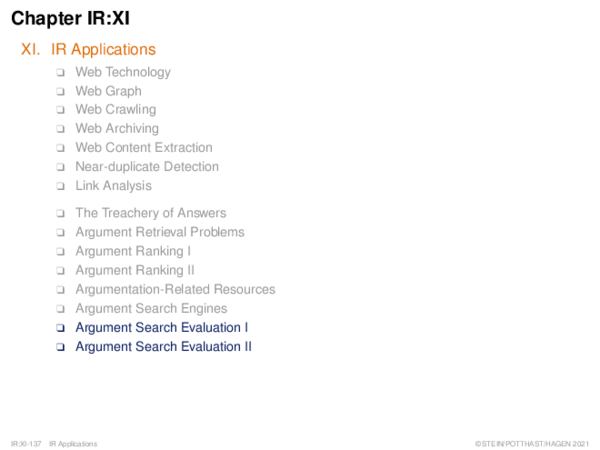 Chapter IR:XI
XI. IR Applications
❑ Web Technology
❑ Web Graph
❑ Web Crawling
❑ Web Archiving
❑ Web Content Extraction
❑ Near-duplicate Detection
❑ Link Analysis
❑ The Treachery of Answers
❑ Argument Retrieval Problems
❑ Argument Ranking I
❑ Argument Ranking II
❑ Argumentation-Related Resources
❑ Argument Search Engines
❑ Argument Search Evaluation I
❑ Argument Search Evaluation II
IR:XI-137 IR Applications ©STEIN/POTTHAST/HAGEN 2021